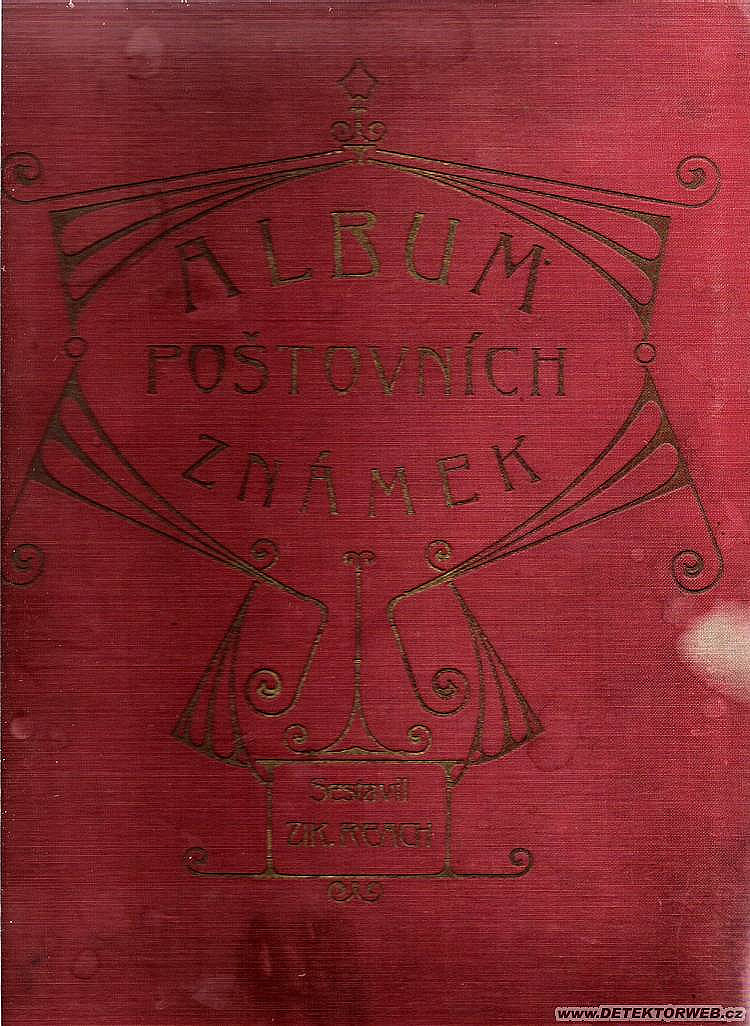 ALBUM
POŠTOVNÍCH
ZNÁMEK
Sestavil
ZIK. REACH
www.DETEKTORWEB.cz